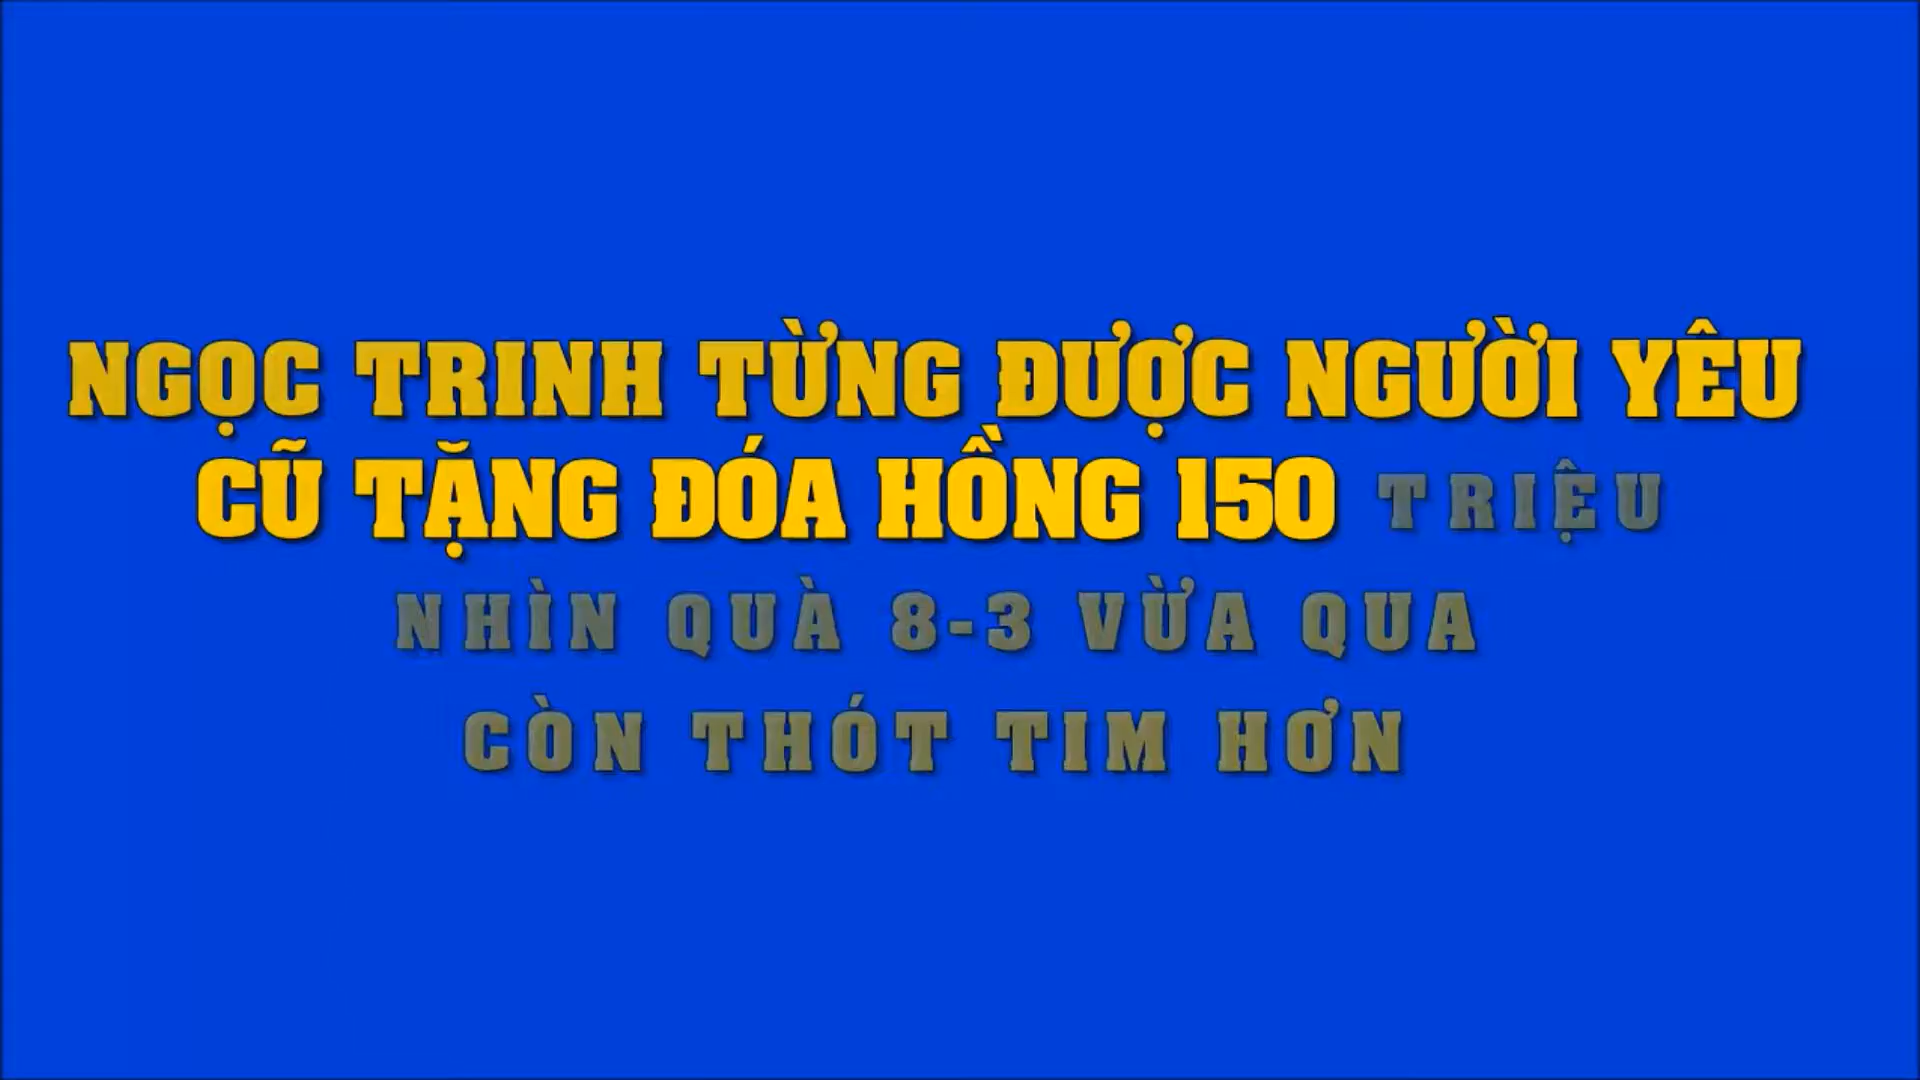 NGỌC TRINH TỪNG ĐƯỢC NGƯỜI YÊU
CŨ TẶNG ĐÓA HỒNG 150 TRIỆU
NHÌN QUÀ 8-3 VỪA QUA
CÒN THÓT TIM HƠN